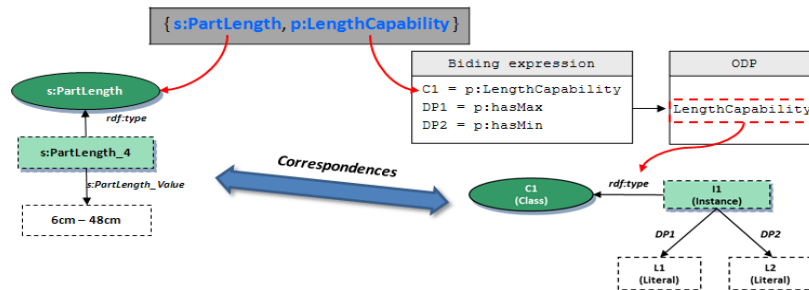 { s:PartLength, p:LengthCapability }
Biding expression
C1 = p:LengthCapability
DP1 = p:hasMax
DP2 = p:hasMin
ODP
LengthCapability
s:PartLength
rdf:type
s:PartLength_4
s:PartLength_Value
6cm – 48cm
Correspondences
C1
(Class)
rdf:type
I1
(Instance)
DP1
DP2
L1
(Literal)
L2
(Literal)